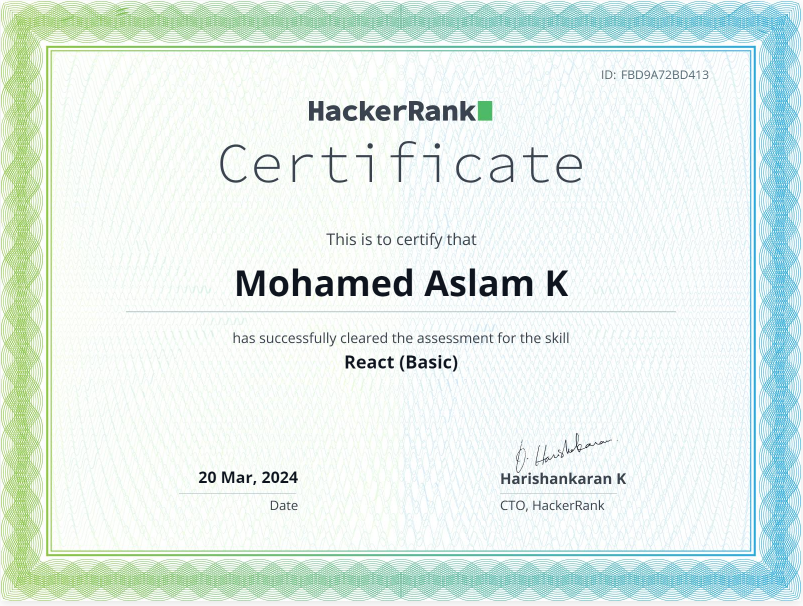 ID: FBD9A72BD413
HackerRank
Certificate
This is to certify that
Mohamed Aslam K
has successfully cleared the assessment for the skill
React (Basic)
D. Harishankaran
20 Mar, 2024
Harishankaran K
Date
CTO, HackerRank